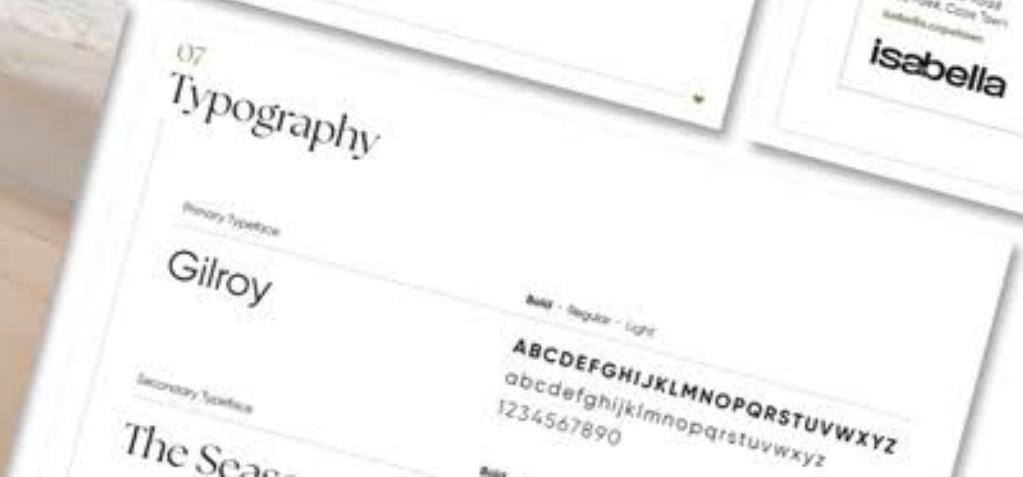 isabella
07
Typography
Primary Typeface
Gilroy
Bold - Regular - Light
ABCDEFGHIJKLMNOPQRSTUVWXYZ
abcdefghijklmnopqrstuvwxyz
1234567890
Secondary Typeface
The Seas
Bold